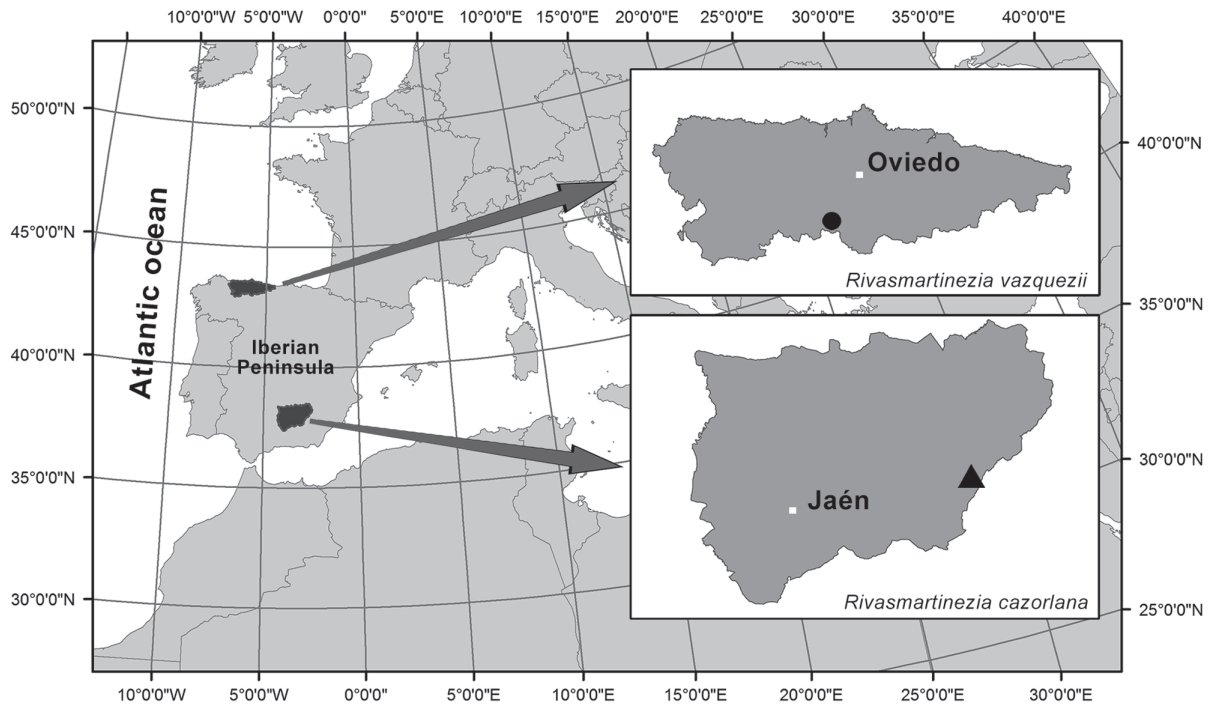 10°0'0"W 5°0'0"W 0°0'0" 5°0'0"E 10°0'0"E 15°0'0"E 20°0'0"E 25°0'0"E 30°0'0"E 35°0'0"E 40°0'0"E
50°0'0"N
45°0'0"N
40°0'0"N
35°0'0"N
30°0'0"N
Atlantic ocean
Iberian
Peninsula
Oviedo
Rivasmartinezia vazquezii
Jaén
Rivasmartinezia cazorlana
40°0'0"N
35°0'0"N
30°0'0"N
25°0'0"N
10°0'0"W 5°0'0"W 0°0'0" 5°0'0"E 10°0'0"E 15°0'0"E 20°0'0"E 25°0'0"E 30°0'0"E